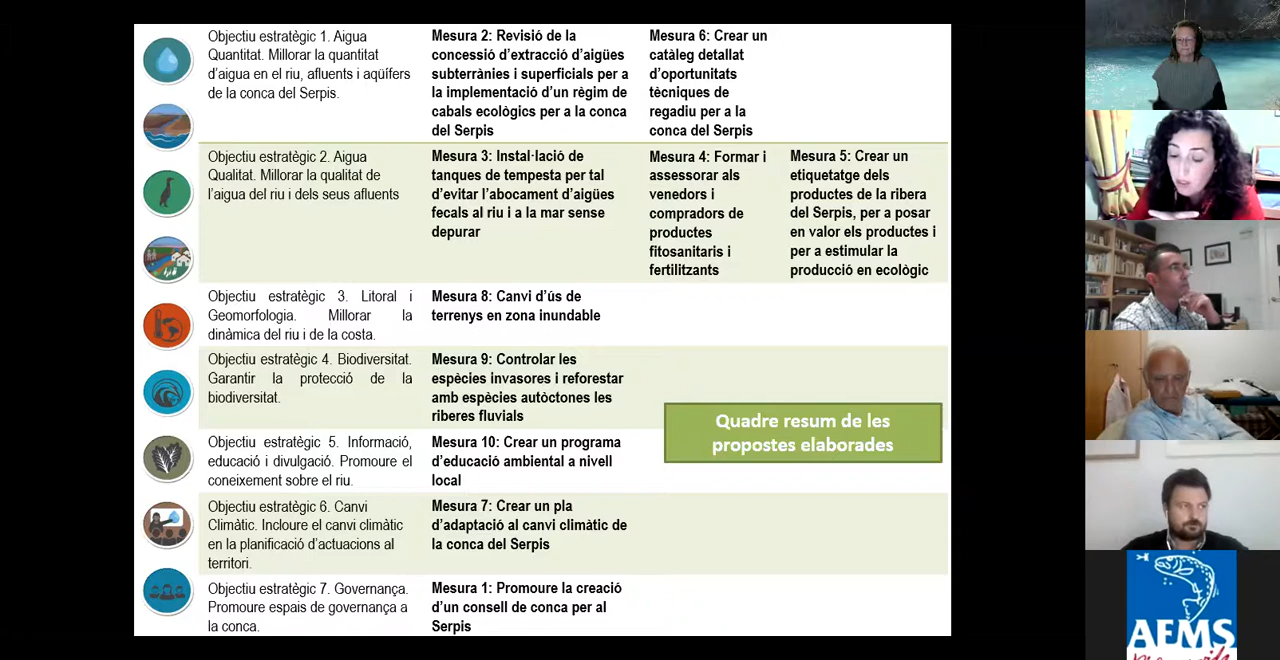 Objectiu estratègic 1. Aigua
Quantitat. Millorar la quantitat
d'aigua en el riu, afluents i aqüífers
de la conca del Serpis.
Mesura 2: Revisió de la
concessió d'extracció d'aigües
subterrànies i superficials per a
la implementació d'un règim de
cabals ecològics per a la conca
del Serpis
Mesura 6: Crear un
catàleg detallat
d'oportunitats
tècniques de
regadiu per a la
conca del Serpis
Objectiu estratègic 2. Aigua
Qualitat. Millorar la qualitat de
l'aigua del riu i dels seus afluents
Mesura 3: Instal·lació de
tanques de tempesta per tal
d'evitar l'abocament d'aigües
fecals al riu i a la mar sense
depurar
Mesura 4: Formar i
assessorar als
venedors i
compradors de
productes
fitosanitaris i
fertilitzants
Mesura 5: Crear un
etiquetatge dels
productes de la ribera
del Serpis, per a posar
en valor els productes i
per a estimular la
producció en ecològic
Objectiu estratègic 3. Litoral i
Geomorfologia. Millorar la
dinàmica del riu i de la costa.
Mesura 8: Canvi d'ús de
terrenys en zona inundable
Objectiu estratègic 4. Biodiversitat.
Garantir la protecció de la
biodiversitat.
Mesura 9: Controlar les
espècies invasores i reforestar
amb espècies autòctones les
riberes fluvials
Quadre resum de les
propostes elaborades
Objectiu estratègic 5. Informació,
educació i divulgació. Promoure el
coneixement sobre el riu.
Mesura 10: Crear un programa
d'educació ambiental a nivell
local
Objectiu estratègic 6. Canvi
Climàtic. Incloure el canvi climàtic
en la planificació d'actuacions al
territori.
Mesura 7: Crear un pla
d'adaptació al canvi climàtic de
la conca del Serpis
Objectiu estratègic 7. Governança.
Promoure espais de governança a
la conca.
Mesura 1: Promoure la creació
d'un consell de conca per al
Serpis
AEMS